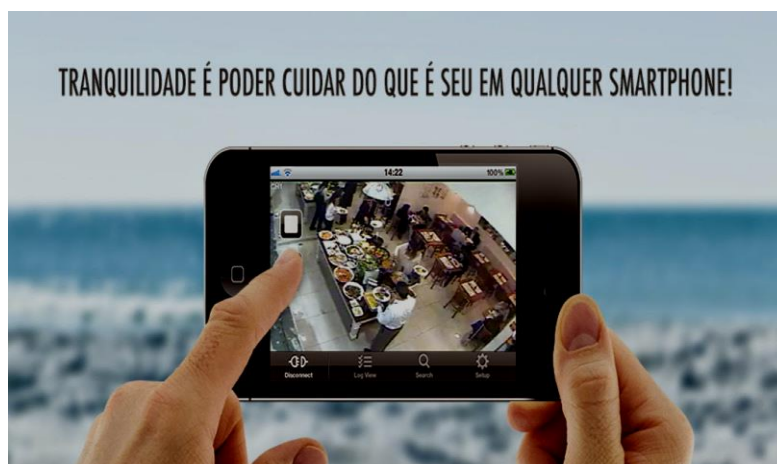 TRANQUILIDADE É PODER CUIDAR DO QUE É SEU EM QUALQUER SMARTPHONE!
14:22 100%
Disconnect Log View Search Setup